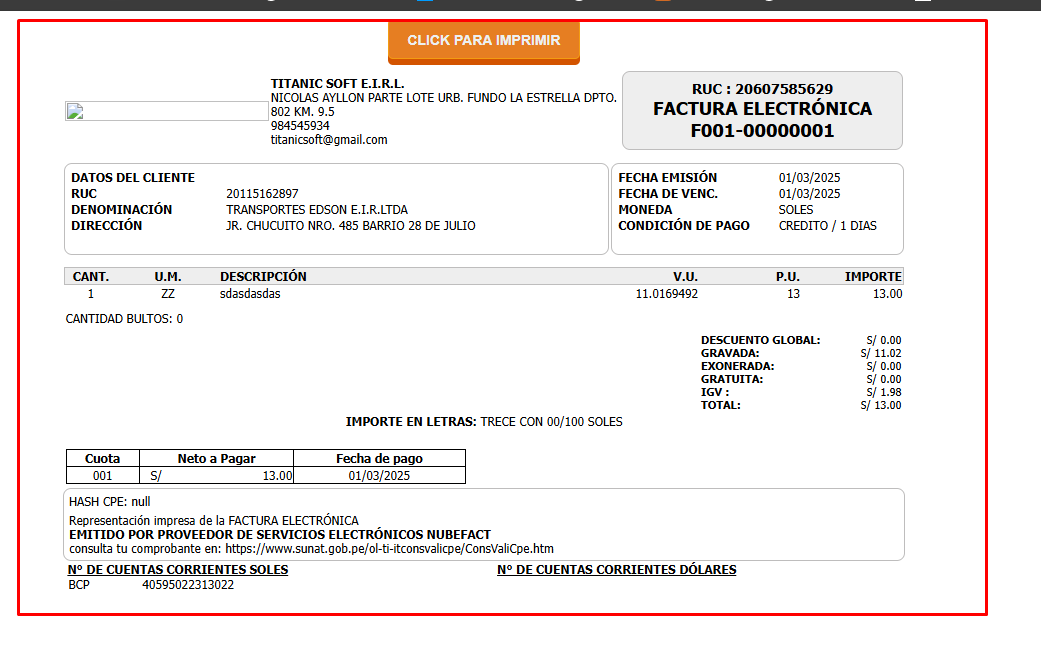 CLICK PARA IMPRIMIR
TITANIC SOFT E.I.R.L.
NICOLAS AYLLON PARTE LOTE URB. FUNDO LA ESTRELLA DPTO.
802 KM. 9.5
984545934
titanicsoft@gmail.com
RUC : 20607585629
FACTURA ELECTRÓNICA
F001-00000001
DATOS DEL CLIENTE
RUC 20115162897
DENOMINACIÓN TRANSPORTES EDSON E.I.R.LTDA
DIRECCIÓN JR. CHUCUITO NRO. 485 BARRIO 28 DE JULIO
FECHA EMISIÓN 01/03/2025
FECHA DE VENC. 01/03/2025
MONEDA SOLES
CONDICIÓN DE PAGO CREDITO / 1 DIAS
CANT. U.M. DESCRIPCIÓN V.U. P.U. IMPORTE
1 ZZ sdasdasdas 11.0169492 13 13.00
CANTIDAD BULTOS: 0
DESCUENTO GLOBAL: S/ 0.00
GRAVADA: S/ 11.02
EXONERADA: S/ 0.00
GRATUITA: S/ 0.00
IGV : S/ 1.98
TOTAL: S/ 13.00
IMPORTE EN LETRAS: TRECE CON 00/100 SOLES
Cuota Neto a Pagar Fecha de pago
001 S/ 13.00 01/03/2025
HASH CPE: null
Representación impresa de la FACTURA ELECTRÓNICA
EMITIDO POR PROVEEDOR DE SERVICIOS ELECTRÓNICOS NUBEFACT
consulta tu comprobante en: https://www.sunat.gob.pe/ol-ti-itconsvalicpe/ConsValiCpe.htm
Nº DE CUENTAS CORRIENTES SOLES Nº DE CUENTAS CORRIENTES DÓLARES
BCP 40595022313022